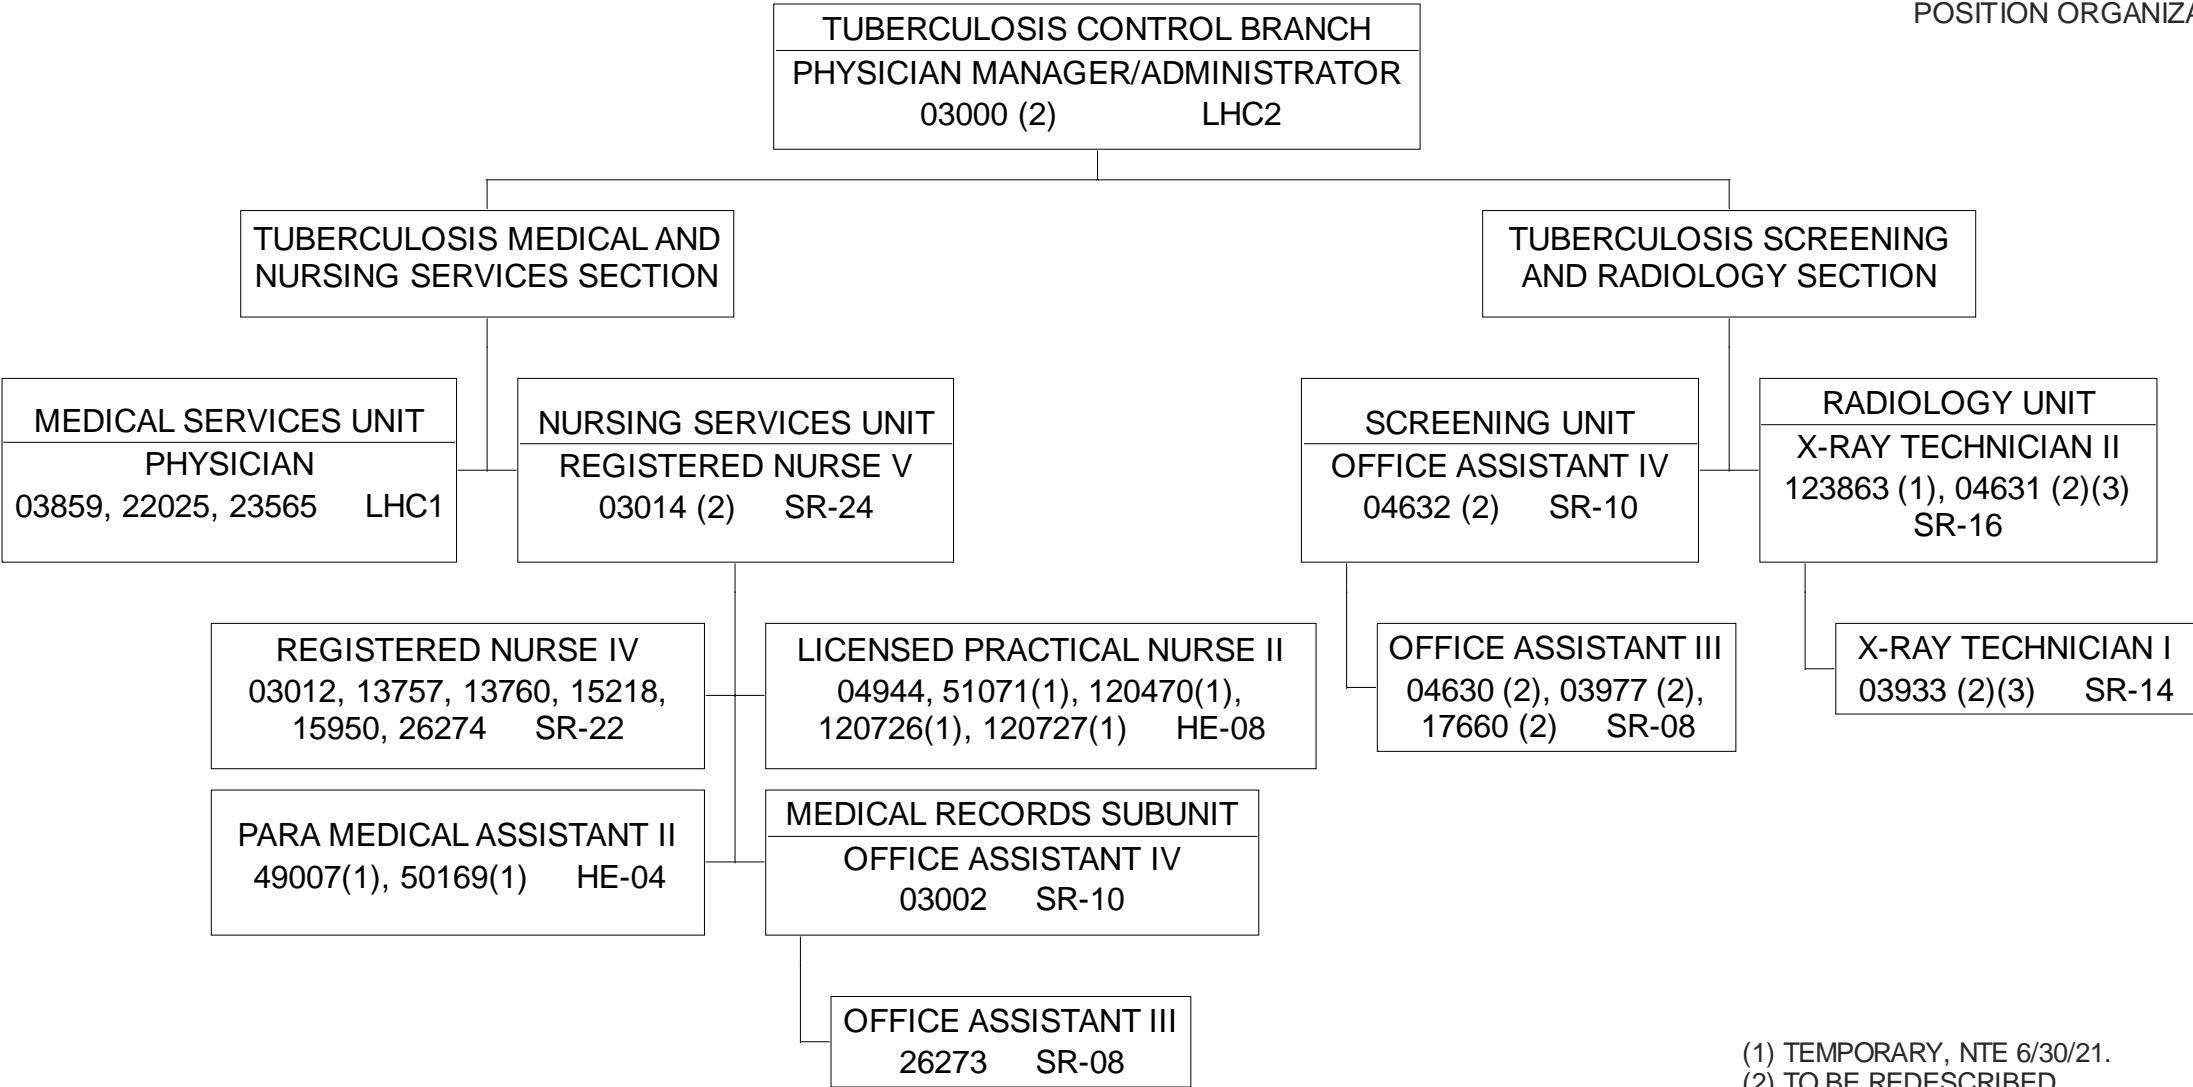 POSITION ORGANIZA
TUBERCULOSIS CONTROL BRANCH
PHYSICIAN MANAGER/ADMINISTRATOR
03000 (2) LHC2
TUBERCULOSIS MEDICAL AND
NURSING SERVICES SECTION
TUBERCULOSIS SCREENING
AND RADIOLOGY SECTION
MEDICAL SERVICES UNIT
PHYSICIAN
03859, 22025, 23565 LHC1
NURSING SERVICES UNIT
REGISTERED NURSE V
03014 (2) SR-24
SCREENING UNIT
OFFICE ASSISTANT IV
04632 (2) SR-10
RADIOLOGY UNIT
X-RAY TECHNICIAN II
123863 (1), 04631 (2)(3)
SR-16
REGISTERED NURSE IV
03012, 13757, 13760, 15218,
15950, 26274 SR-22
LICENSED PRACTICAL NURSE II
04944, 51071(1), 120470(1),
120726(1), 120727(1) HE-08
OFFICE ASSISTANT III
04630 (2), 03977 (2),
17660 (2) SR-08
X-RAY TECHNICIAN I
03933 (2)(3) SR-14
PARA MEDICAL ASSISTANT II
49007(1), 50169(1) HE-04
MEDICAL RECORDS SUBUNIT
OFFICE ASSISTANT IV
03002 SR-10
OFFICE ASSISTANT III
26273 SR-08
(1) TEMPORARY, NTE 6/30/21.
(2) TO BE REDESCRIBED